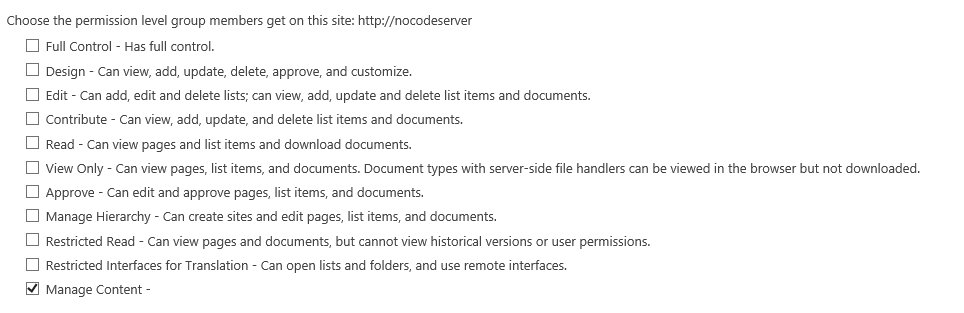 Choose the permission level group members get on this site: http://nocodeserver
Full Control - Has full control.
Design - Can view, add, update, delete, approve, and customize.
Edit - Can add, edit and delete lists; can view, add, update and delete list items and documents.
Contribute - Can view, add, update, and delete list items and documents.
Read - Can view pages and list items and download documents.
View Only - Can view pages, list items, and documents. Document types with server-side file handlers can be viewed in the browser but not downloaded.
Approve - Can edit and approve pages, list items, and documents.
Manage Hierarchy - Can create sites and edit pages, list items, and documents.
Restricted Read - Can view pages and documents, but cannot view historical versions or user permissions.
Restricted Interfaces for Translation - Can open lists and folders, and use remote interfaces.
Manage Content -